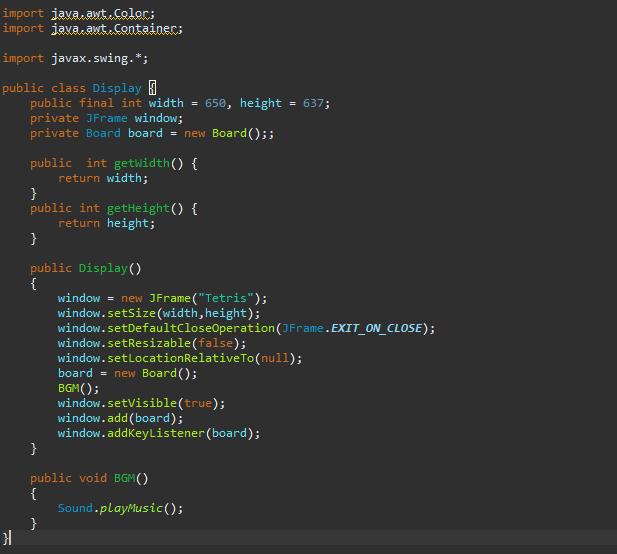 import java.awt.Color;
import java.awt.Container;

import javax.swing.*;

public class Display {
    public final int width = 650, height = 637;
    private JFrame window;
    private Board board = new Board();;

    public  int getWidth() {
        return width;
    }
    public int getHeight() {
        return height;
    }

    public Display()
    {
        window = new JFrame("Tetris");
        window.setSize(width,height);
        window.setDefaultCloseOperation(JFrame.EXIT_ON_CLOSE);
        window.setResizable(false);
        window.setLocationRelativeTo(null);
        board = new Board();
        BGM();
        window.setVisible(true);
        window.add(board);
        window.addKeyListener(board);
    }

    public void BGM()
    {
        Sound.playMusic();
    }
}